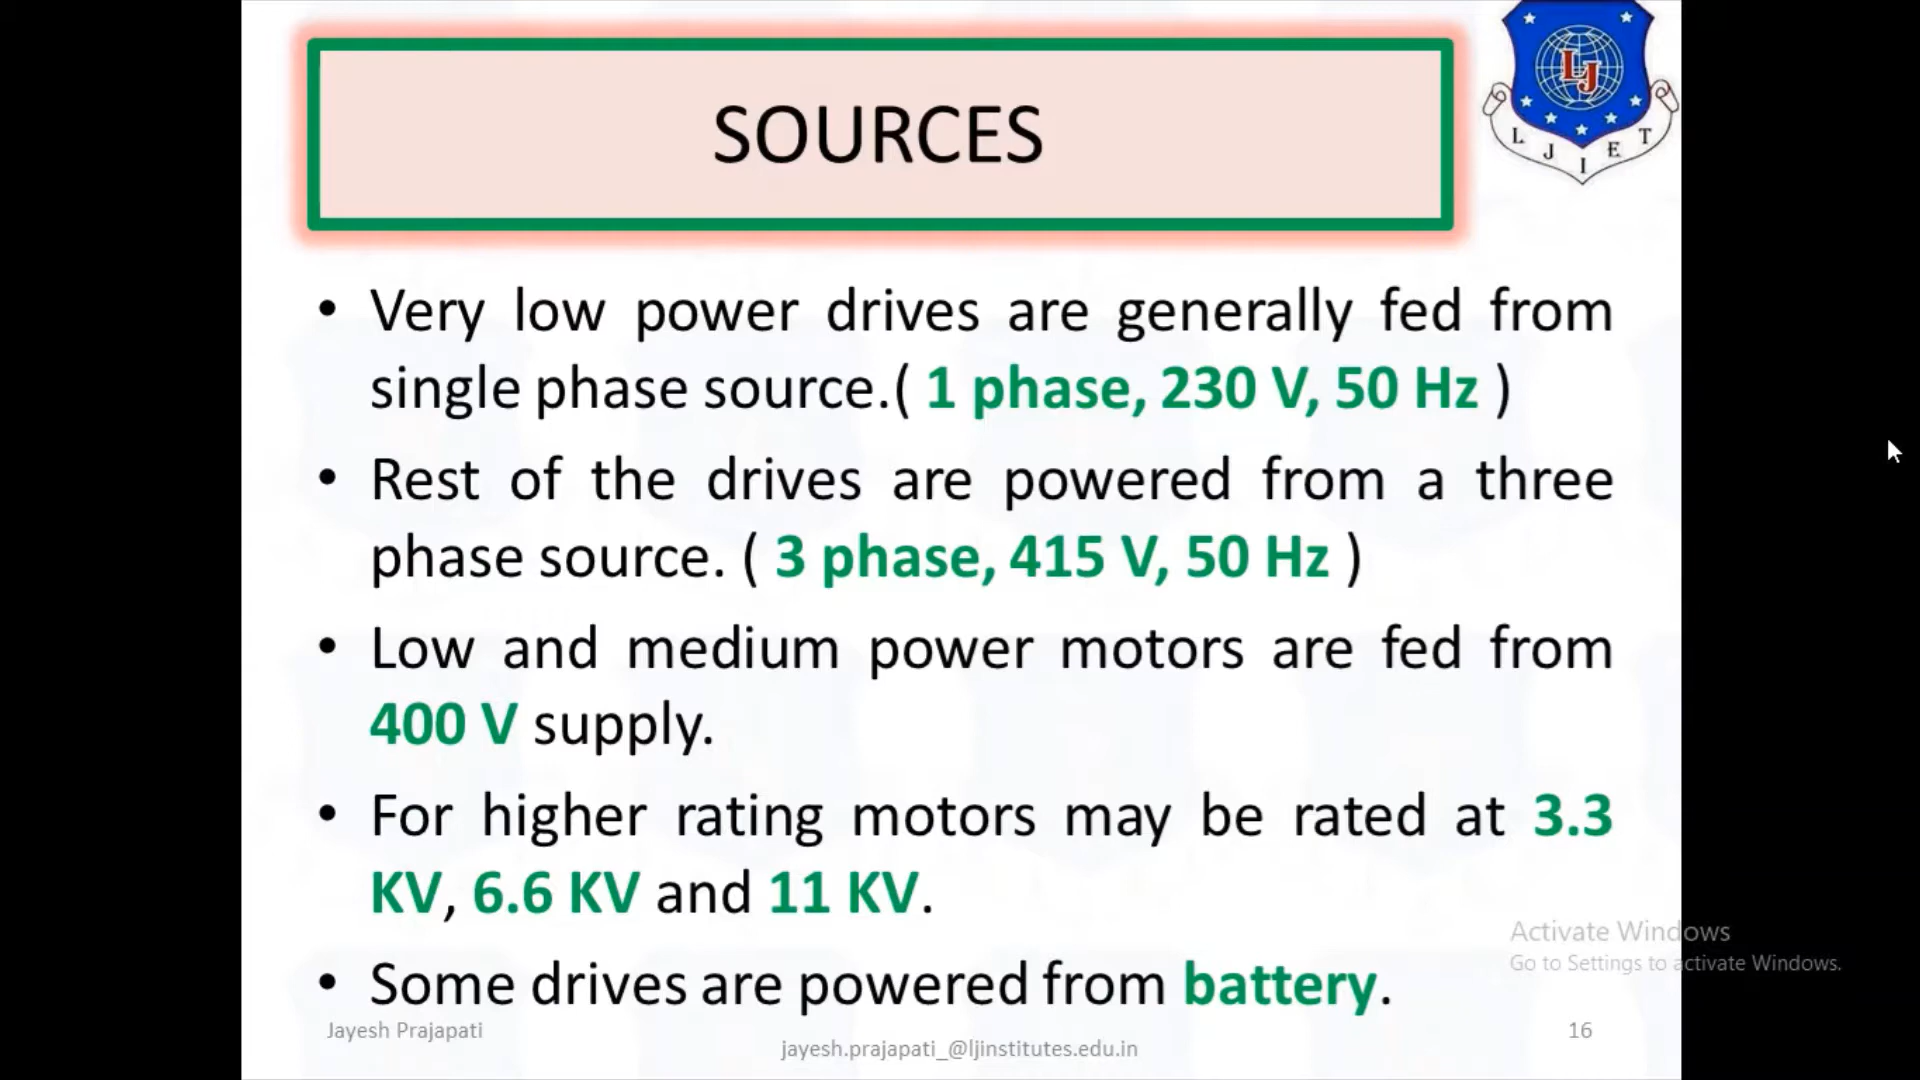 SOURCES
LJ
L J I E T
• Very low power drives are generally fed from
single phase source.( 1 phase, 230 V, 50 Hz )
• Rest of the drives are powered from a three
phase source. ( 3 phase, 415 V, 50 Hz )
• Low and medium power motors are fed from
400 V supply.
• For higher rating motors may be rated at 3.3
KV, 6.6 KV and 11 KV.
• Some drives are powered from battery.
Activate Windows
Go to Settings to activate Windows.
Jayesh Prajapati
jayesh.prajapati_@ljinstitutes.edu.in
16